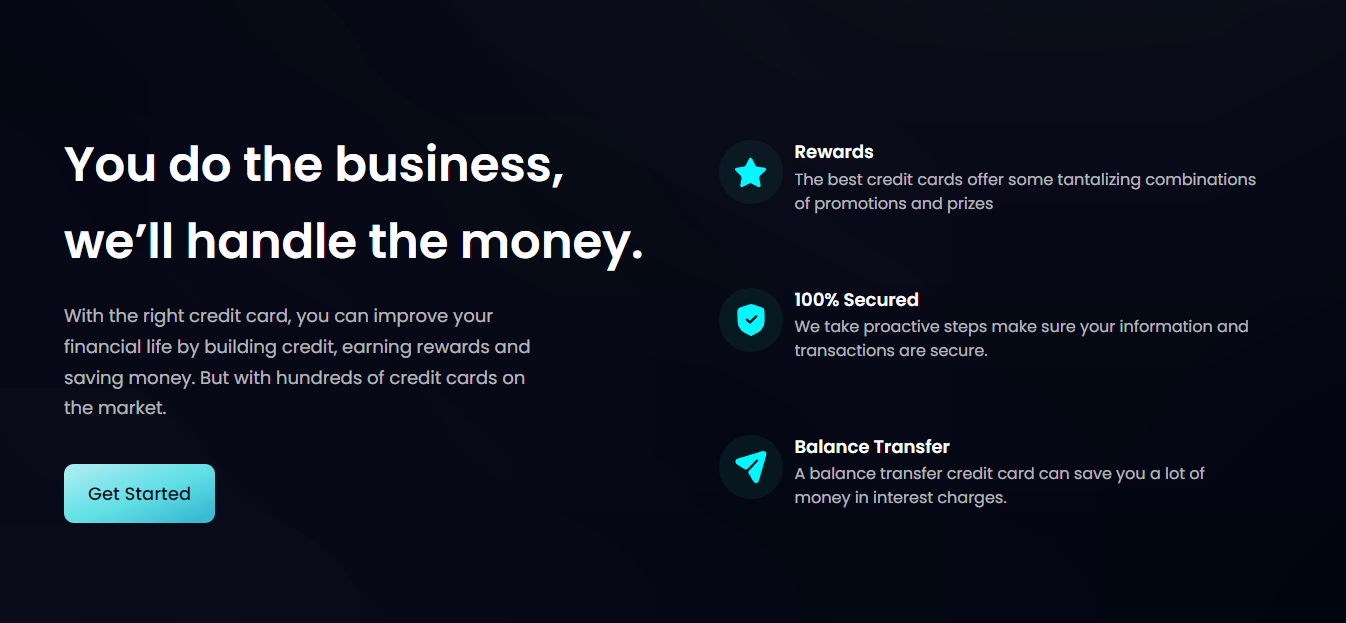 You do the business,
we’ll handle the money.
With the right credit card, you can improve your
financial life by building credit, earning rewards and
saving money. But with hundreds of credit cards on
the market.
Get Started
Rewards
The best credit cards offer some tantalizing combinations
of promotions and prizes
100% Secured
We take proactive steps make sure your information and
transactions are secure.
Balance Transfer
A balance transfer credit card can save you a lot of
money in interest charges.